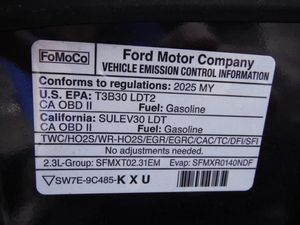 FoMoCo
Ford Motor Company
VEHICLE EMISSION CONTROL INFORMATION
Conforms to regulations: 2025 MY
U.S. EPA: T3B30 LDT2
CA OBD II Fuel: Gasoline
California: SULEV30 LDT
CA OBD II Fuel: Gasoline
TWC/HO2S/WR-HO2S/EGR/EGRC/CAC/TC/DFI/SFI
No adjustments needed.
2.3L-Group: SFMXT02.31EM Evap: SFMXR0140NDF
SW7E-9C485-K X U